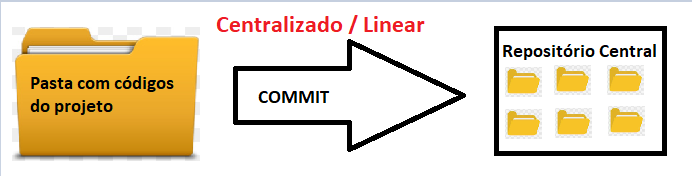 Centralizado / Linear
Pasta com códigos
do projeto
COMMIT
Repositório Central